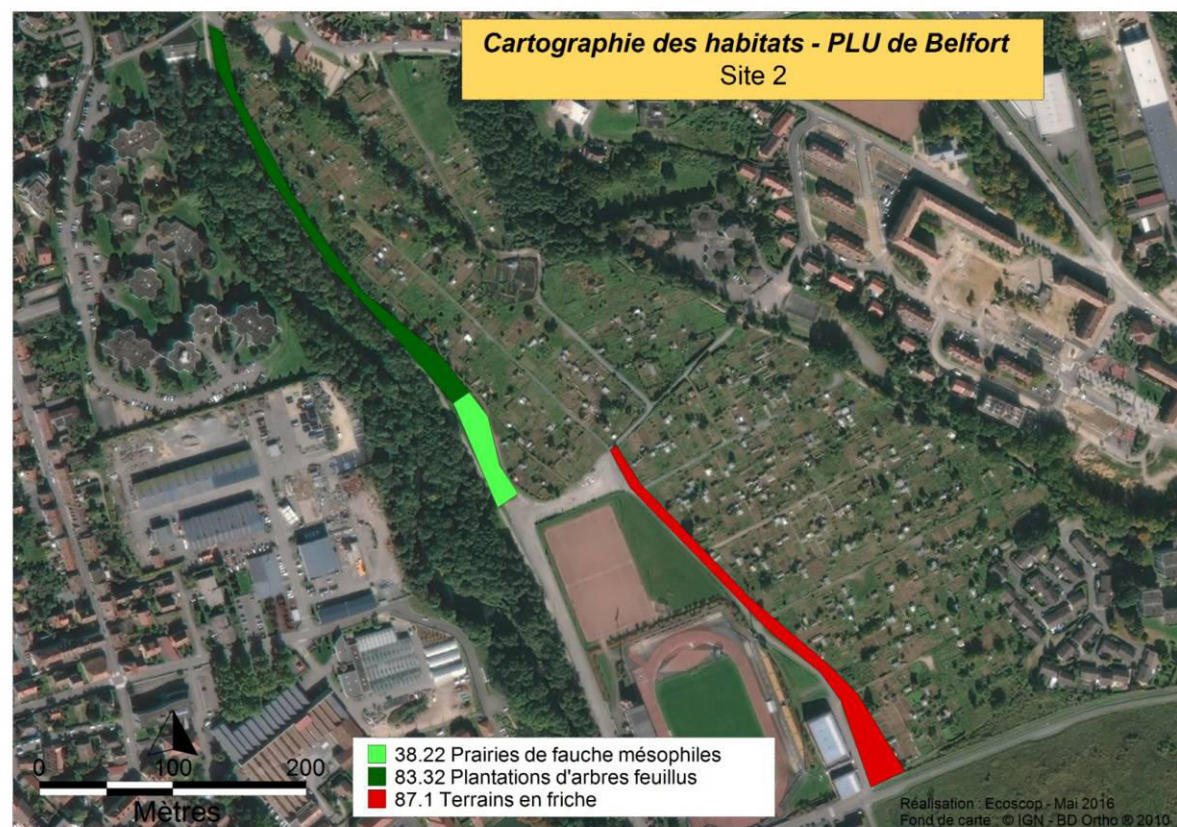 Cartographie des habitats - PLU de Belfort
Site 2
38.22 Prairies de fauche mésophiles
83.32 Plantations d'arbres feuillus
87.1 Terrains en friche
0 100 200
Mètres
Réalisation : Ecoscop - Mai 2016
Fond de carte : © IGN - BD Ortho ® 2010